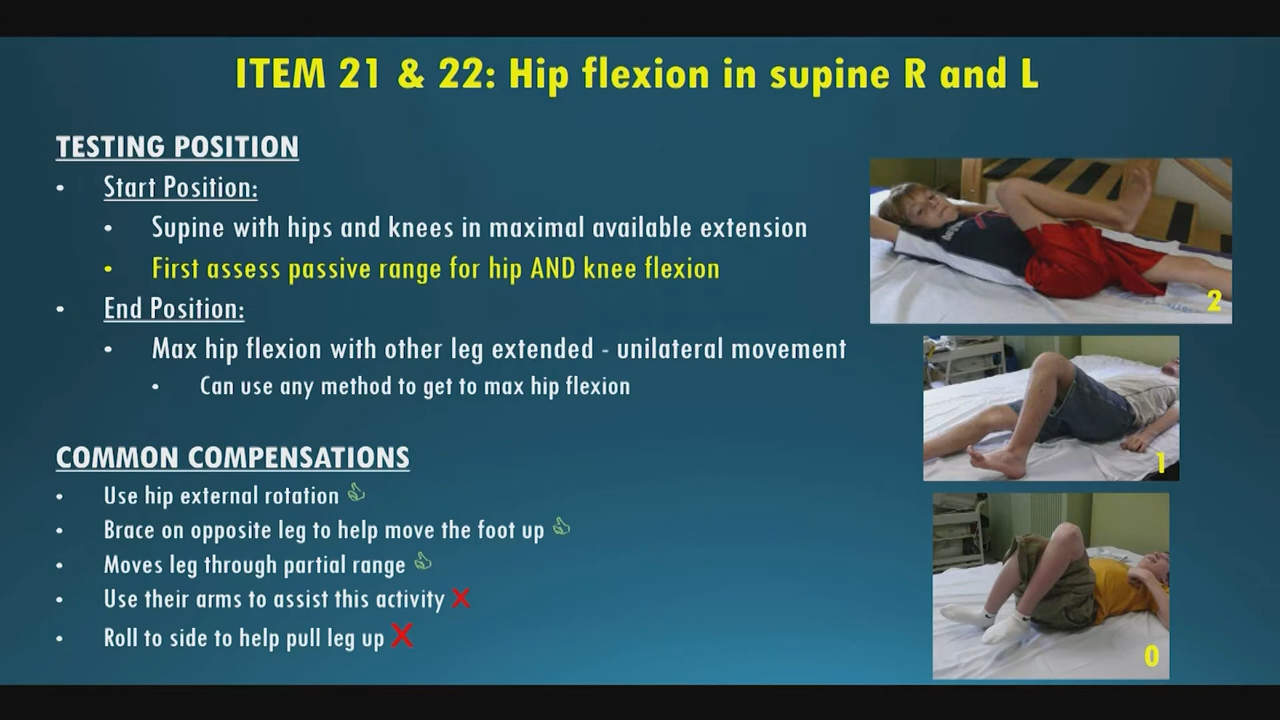 ITEM 21 & 22: Hip flexion in supine R and L
TESTING POSITION
• Start Position:
• Supine with hips and knees in maximal available extension
• First assess passive range for hip AND knee flexion
• End Position:
• Max hip flexion with other leg extended - unilateral movement
• Can use any method to get to max hip flexion
COMMON COMPENSATIONS
• Use hip external rotation
• Brace on opposite leg to help move the foot up
• Moves leg through partial range
• Use their arms to assist this activity
• Roll to side to help pull leg up
2
1
0